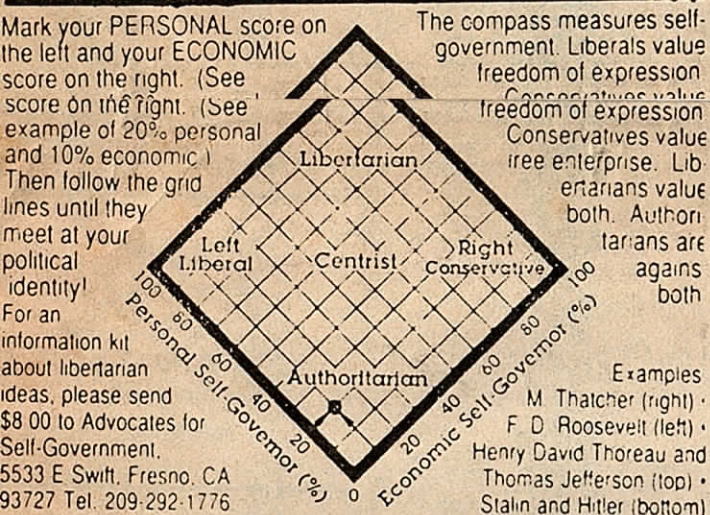 Mark your PERSONAL score on
the left and your ECONOMIC
score on the right. (See
score on the right. (See
example of 20% personal
and 10% economic )
Then follow the grid
lines until they
meet at your
political
identity!
For an
information kit
about libertarian
ideas, please send
$8 00 to Advocates for
Self-Government,
5533 E Swift, Fresno, CA
93727 Tel. 209-292-1776
Libertarian
Left
Liberal
Centrist
Right
Conservative
Authoritarian
100 80 60 40 20 0
Personal Self-Governor (%)
20 40 60 80 100
Economic Self-Governor (%)
The compass measures self-
government. Liberals value
freedom of expression
Conservatives value
freedom of expression
Conservatives value
free enterprise. Lib
ertarians value
both. Authori
tarians are
agains
both
Examples
M. Thatcher (right) •
F. D Roosevelt (left) •
Henry David Thoreau and
Thomas Jefferson (top) •
Stalin and Hitler (bottom)